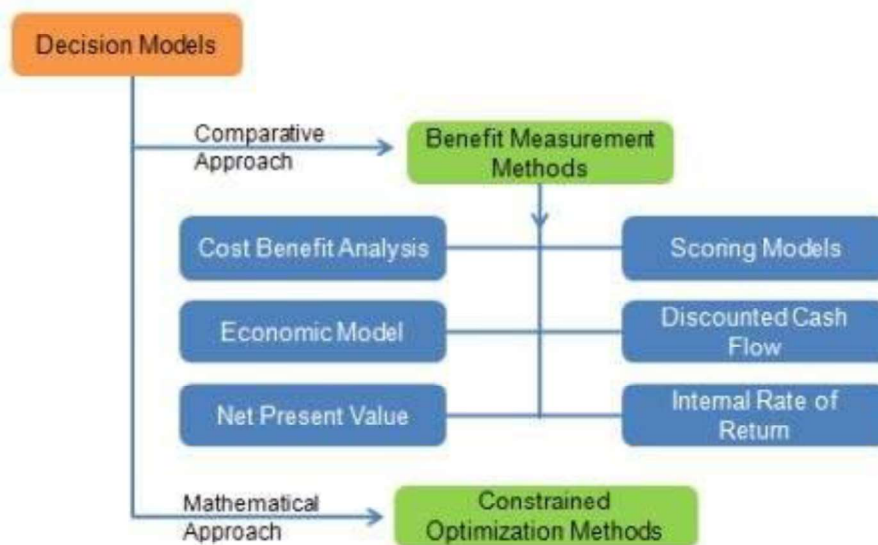 Decision Models
Comparative
Approach
Benefit Measurement
Methods
Cost Benefit Analysis
Scoring Models
Economic Model
Discounted Cash
Flow
Net Present Value
Internal Rate of
Return
Mathematical
Approach
Constrained
Optimization Methods